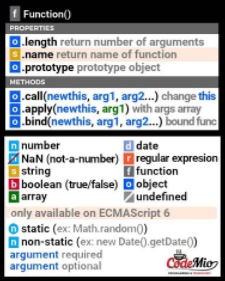 f Function()
PROPERTIES
o .length return number of arguments
s .name return name of function
o .prototype prototype object
METHODS
o .call(newthis, arg1, arg2...) change this
o .apply(newthis, arg1) with args array
o .bind(newthis, arg1, arg2...) bound func
n number
d date
NaN (not-a-number)
r regular expresion
s string
f function
b boolean (true/false)
o object
a array
undefined
only available on ECMAScript 6
n static (ex: Math.random())
n non-static (ex: new Date().getDate())
argument required
argument optional
CodeMio